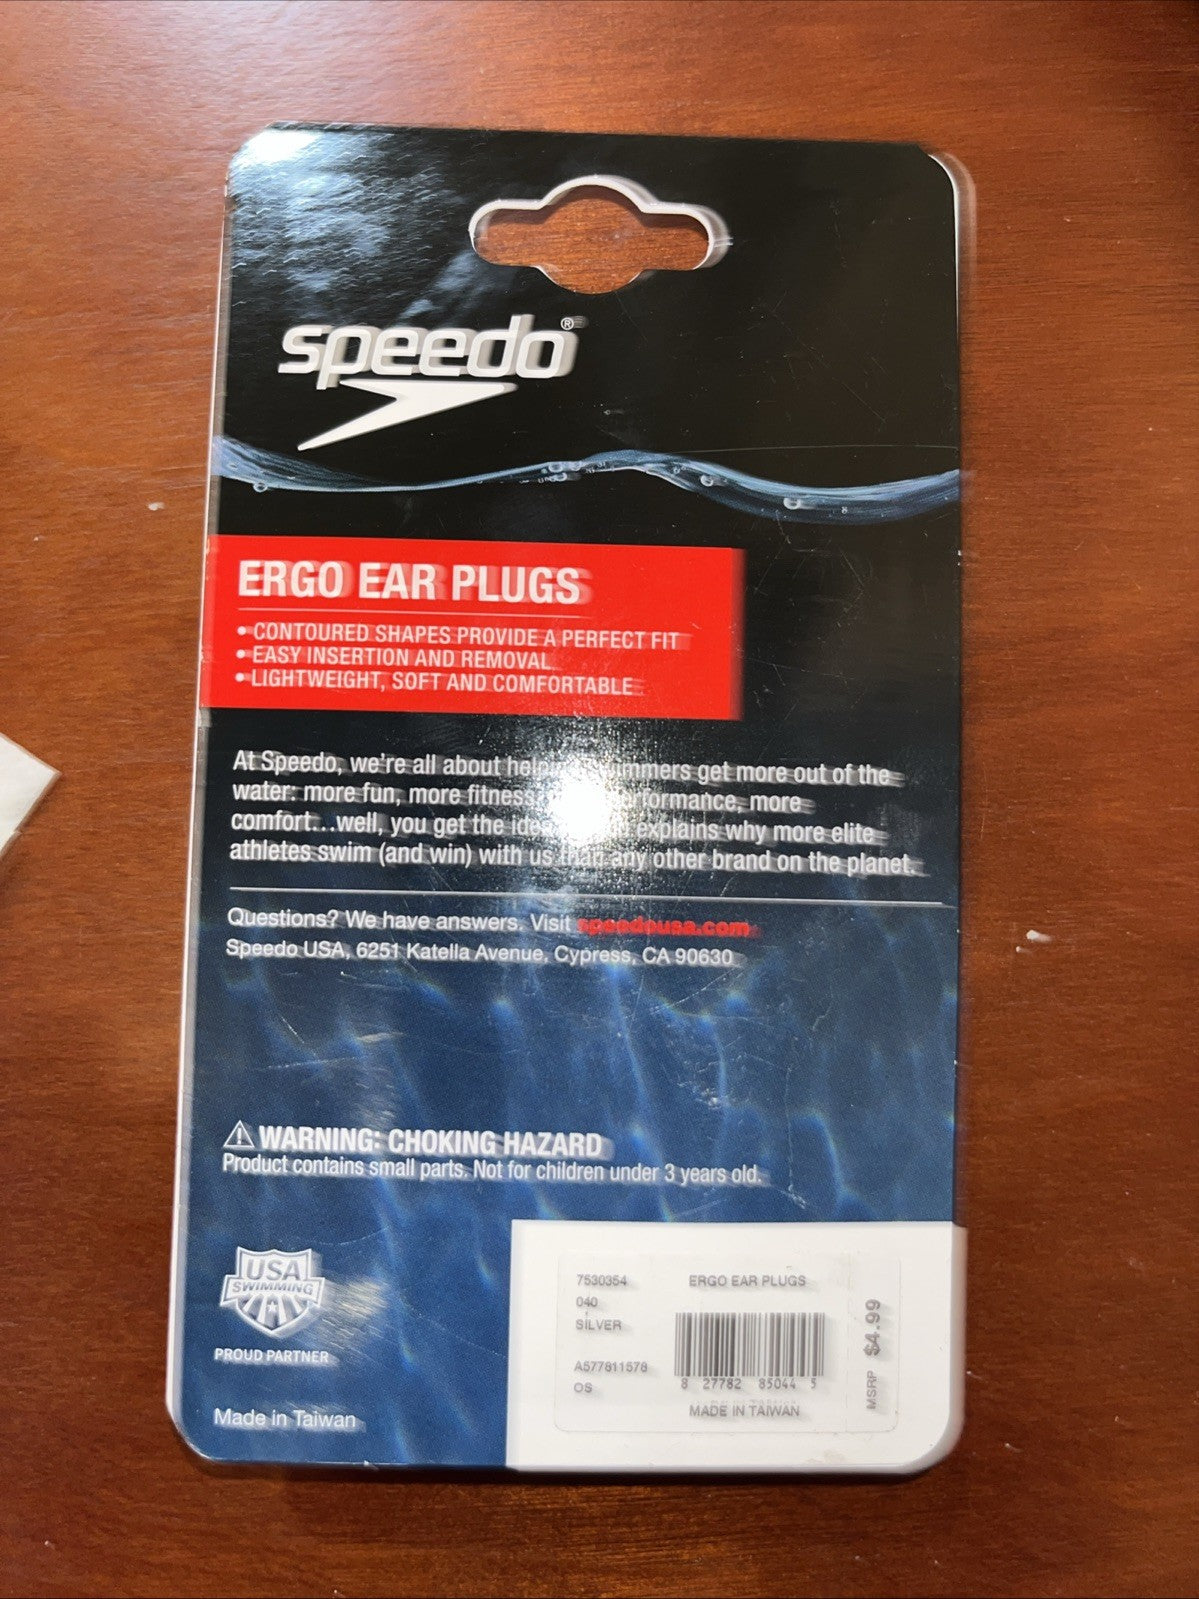 speedo®
ERGO EAR PLUGS
• CONTOURED SHAPES PROVIDE A PERFECT FIT
• EASY INSERTION AND REMOVAL
• LIGHTWEIGHT, SOFT AND COMFORTABLE
At Speedo, we're all about swimmers get more out of the
water: more fun, more fitness, performance, more
comfort...well, you get the explains why more elite
athletes swim (and win) with us than any other brand on the planet.
Questions? We have answers. Visit speedousa.com
Speedo USA, 6251 Katella Avenue, Cypress, CA 90630
⚠ WARNING: CHOKING HAZARD
Product contains small parts. Not for children under 3 years old.
USA
SWIMMING
PROUD PARTNER
Made in Taiwan
7530354
040
SILVER
A577811578
OS
ERGO EAR PLUGS
8 27782 85044 5
MADE IN TAIWAN
MSRP $4.99